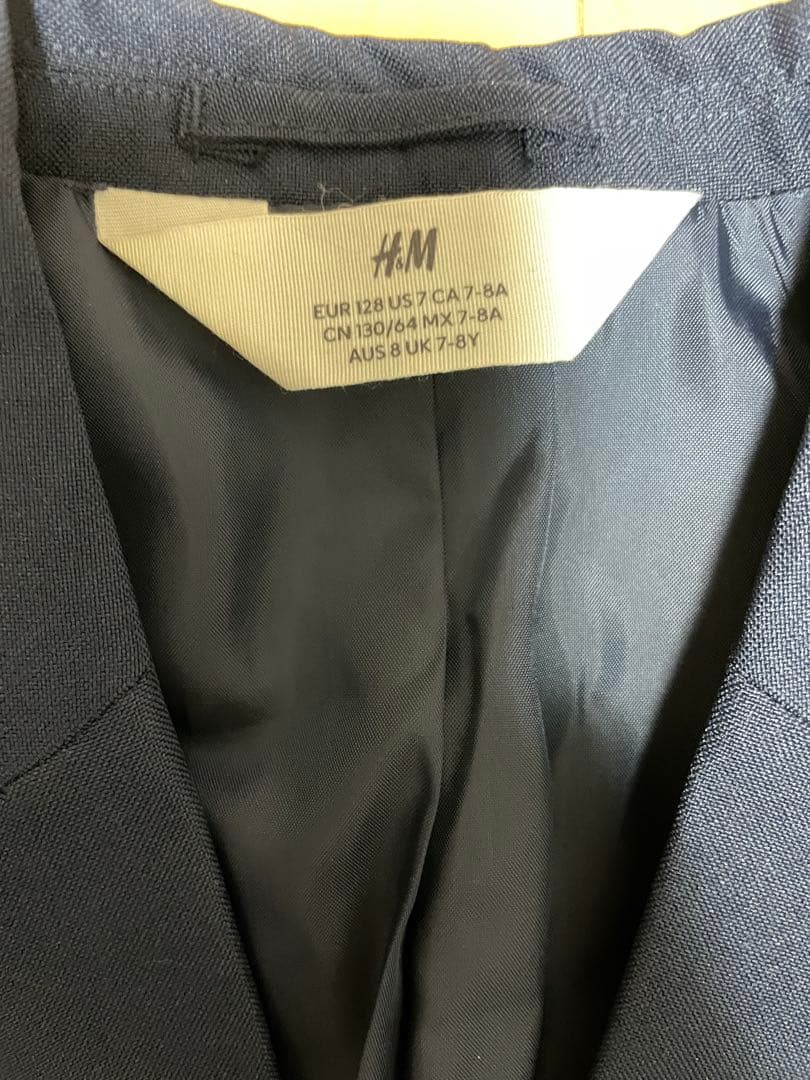 H&M
EUR 128 US 7 CA 7-8A
CN 130/64 MX 7-8A
AUS 8 UK 7-8Y